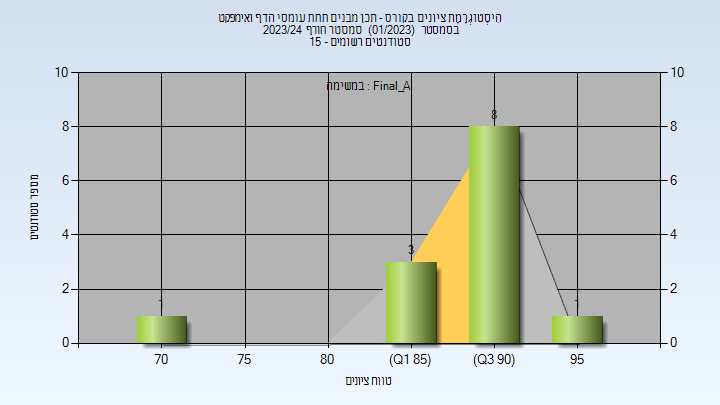 היסטוגרמת ציונים בקורס - תכן מבנים תחת עומסי הדף ואימפקט
בסמסטר (01/2023) סמסטר חורף 2023/24
סטודנטים רשומים - 15
במשימה : Final_A
10 10
8 8
8
6 6
מספר סטודנטים
4 4
3
2 2
1 1
0 0
70 75 80 (Q1 85) (Q3 90) 95
טווח ציונים